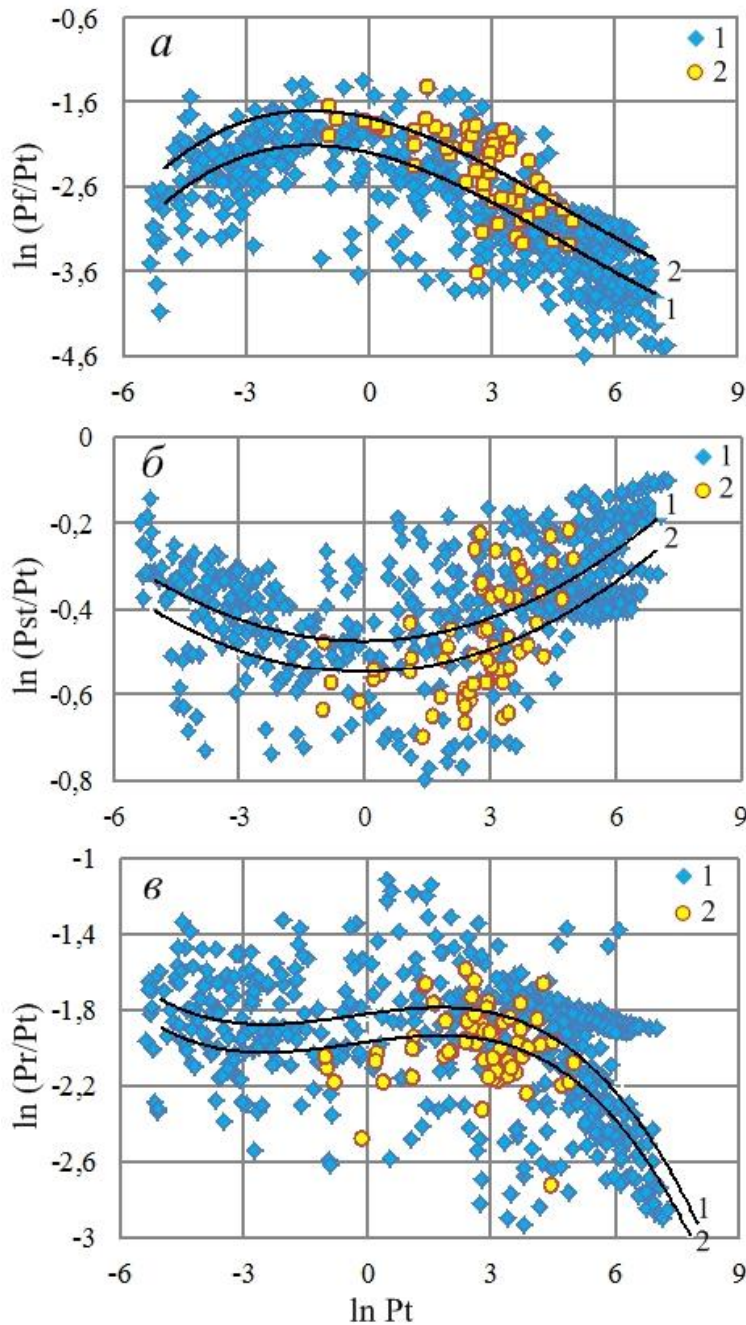 -0,6
а
1
2
-1,6
-2,6
-3,6
-4,6
ln (Pf/Pt)
2
1
-6 -3 0 3 6 9
0
б
1
2
-0,2
-0,4
-0,6
-0,8
ln (Pst/Pt)
1
2
-6 -3 0 3 6 9
-1
в
1
2
-1,4
-1,8
-2,2
-2,6
-3
ln (Pr/Pt)
1
2
-6 -3 0 3 6 9
ln Pt